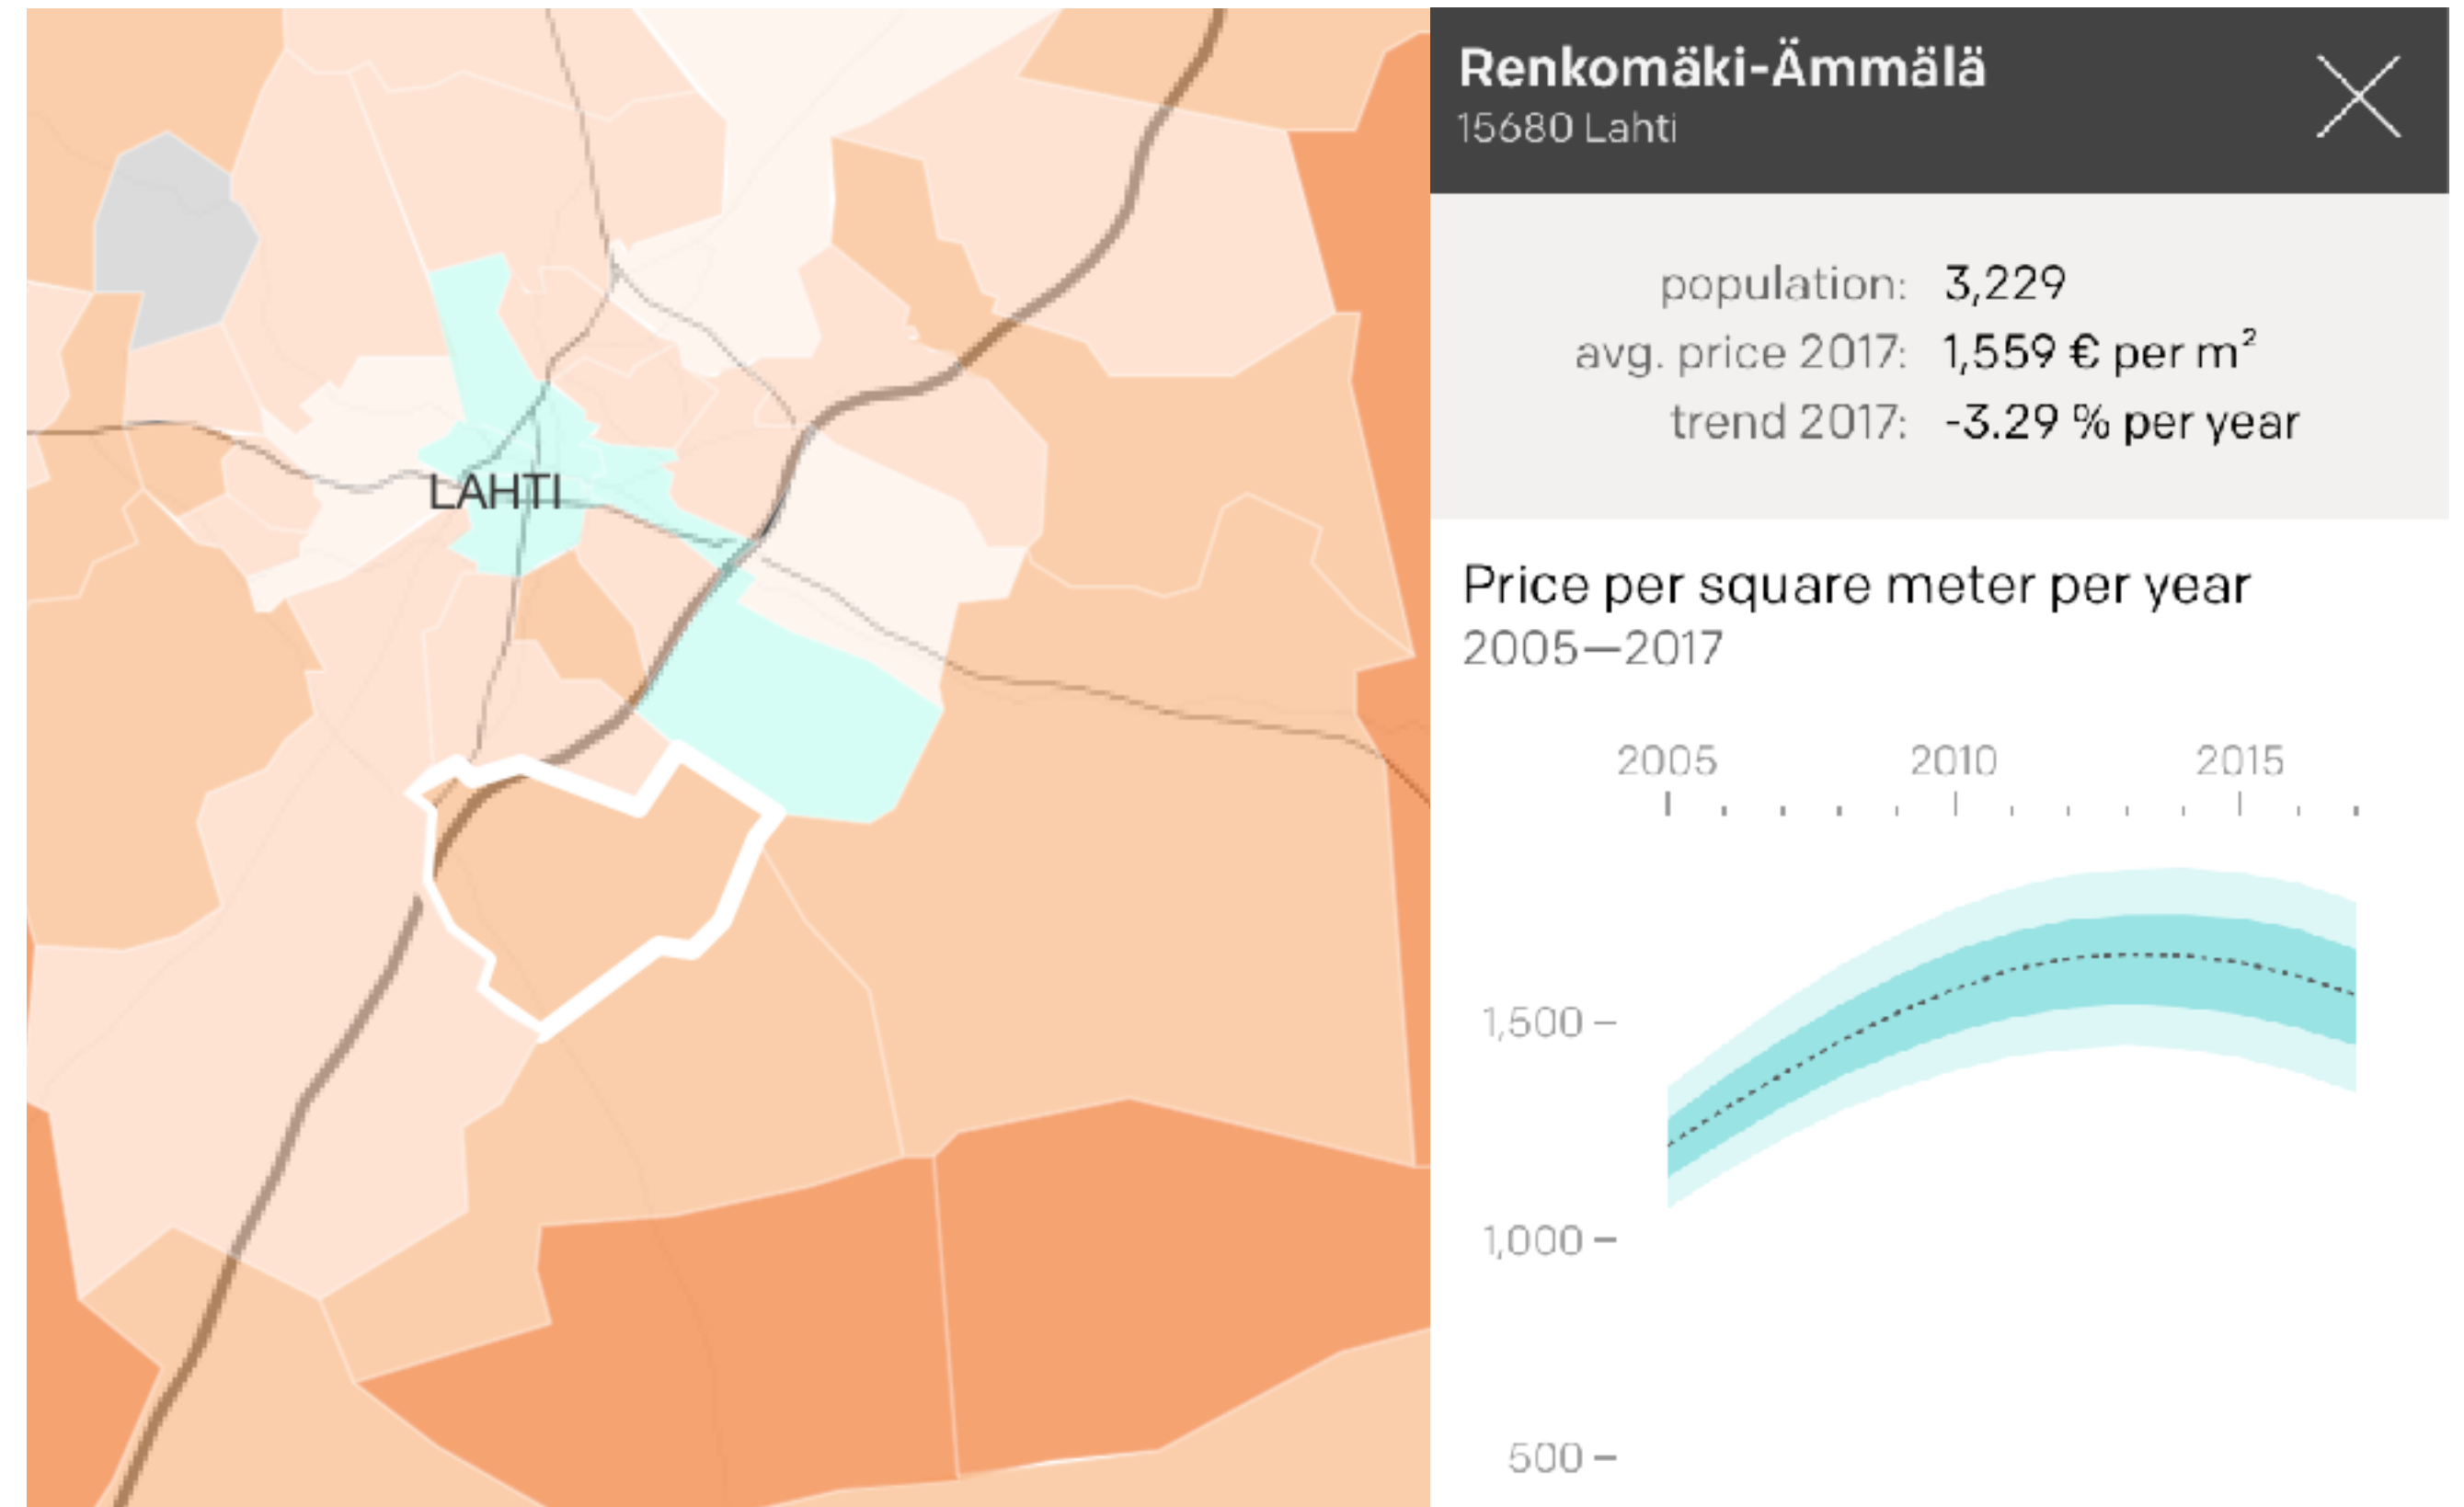 LAHTI
Renkomäki-Ämmälä
15680 Lahti
population: 3,229
avg. price 2017: 1,559 € per m²
trend 2017: -3.29 % per year
Price per square meter per year
2005—2017
2005 2010 2015
1,500
1,000
500